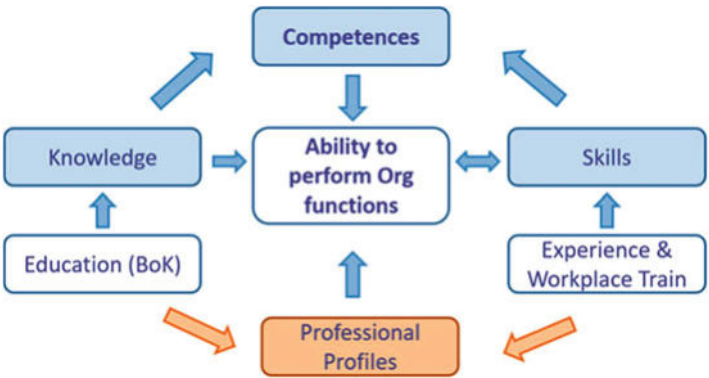 Competences
Knowledge
Ability to
perform Org
functions
Skills
Education (BoK)
Experience &
Workplace Train
Professional
Profiles